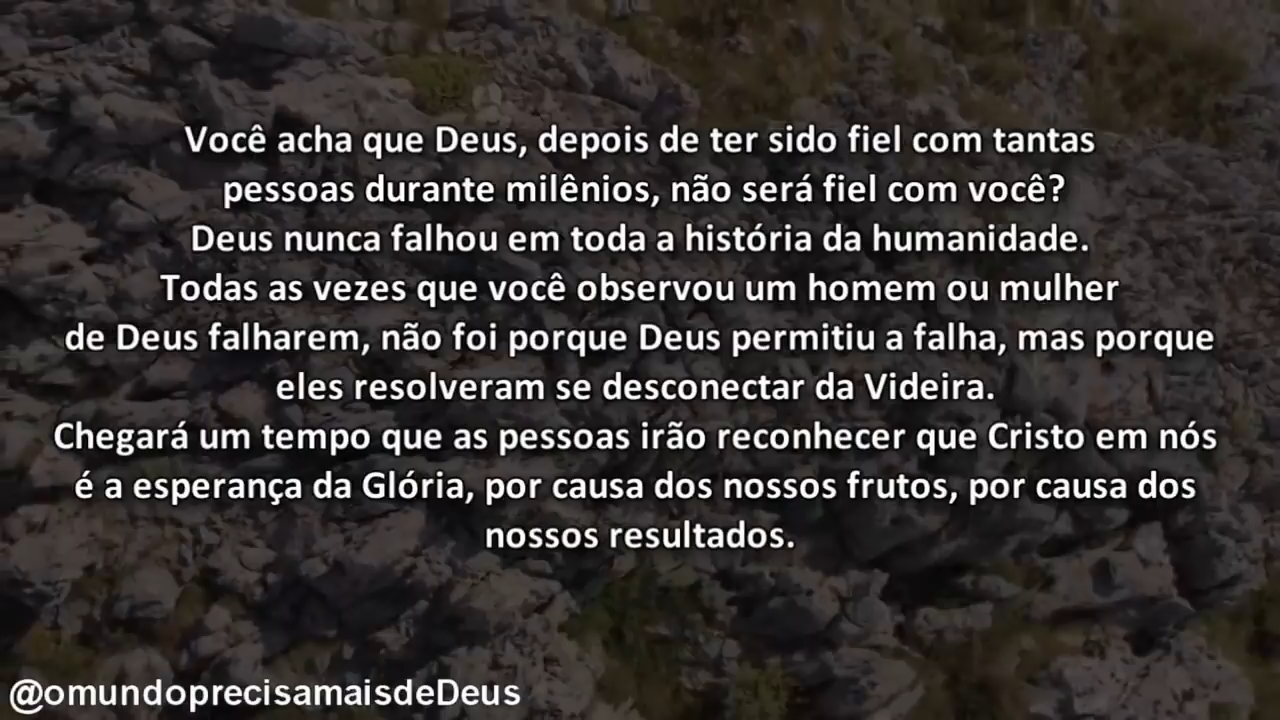 Você acha que Deus, depois de ter sido fiel com tantas
pessoas durante milênios, não será fiel com você?
Deus nunca falhou em toda a história da humanidade.
Todas as vezes que você observou um homem ou mulher
de Deus falharem, não foi porque Deus permitiu a falha, mas porque
eles resolveram se desconectar da Videira.
Chegará um tempo que as pessoas irão reconhecer que Cristo em nós
é a esperança da Glória, por causa dos nossos frutos, por causa dos
nossos resultados.
@omundoprecisamaisdeDeus